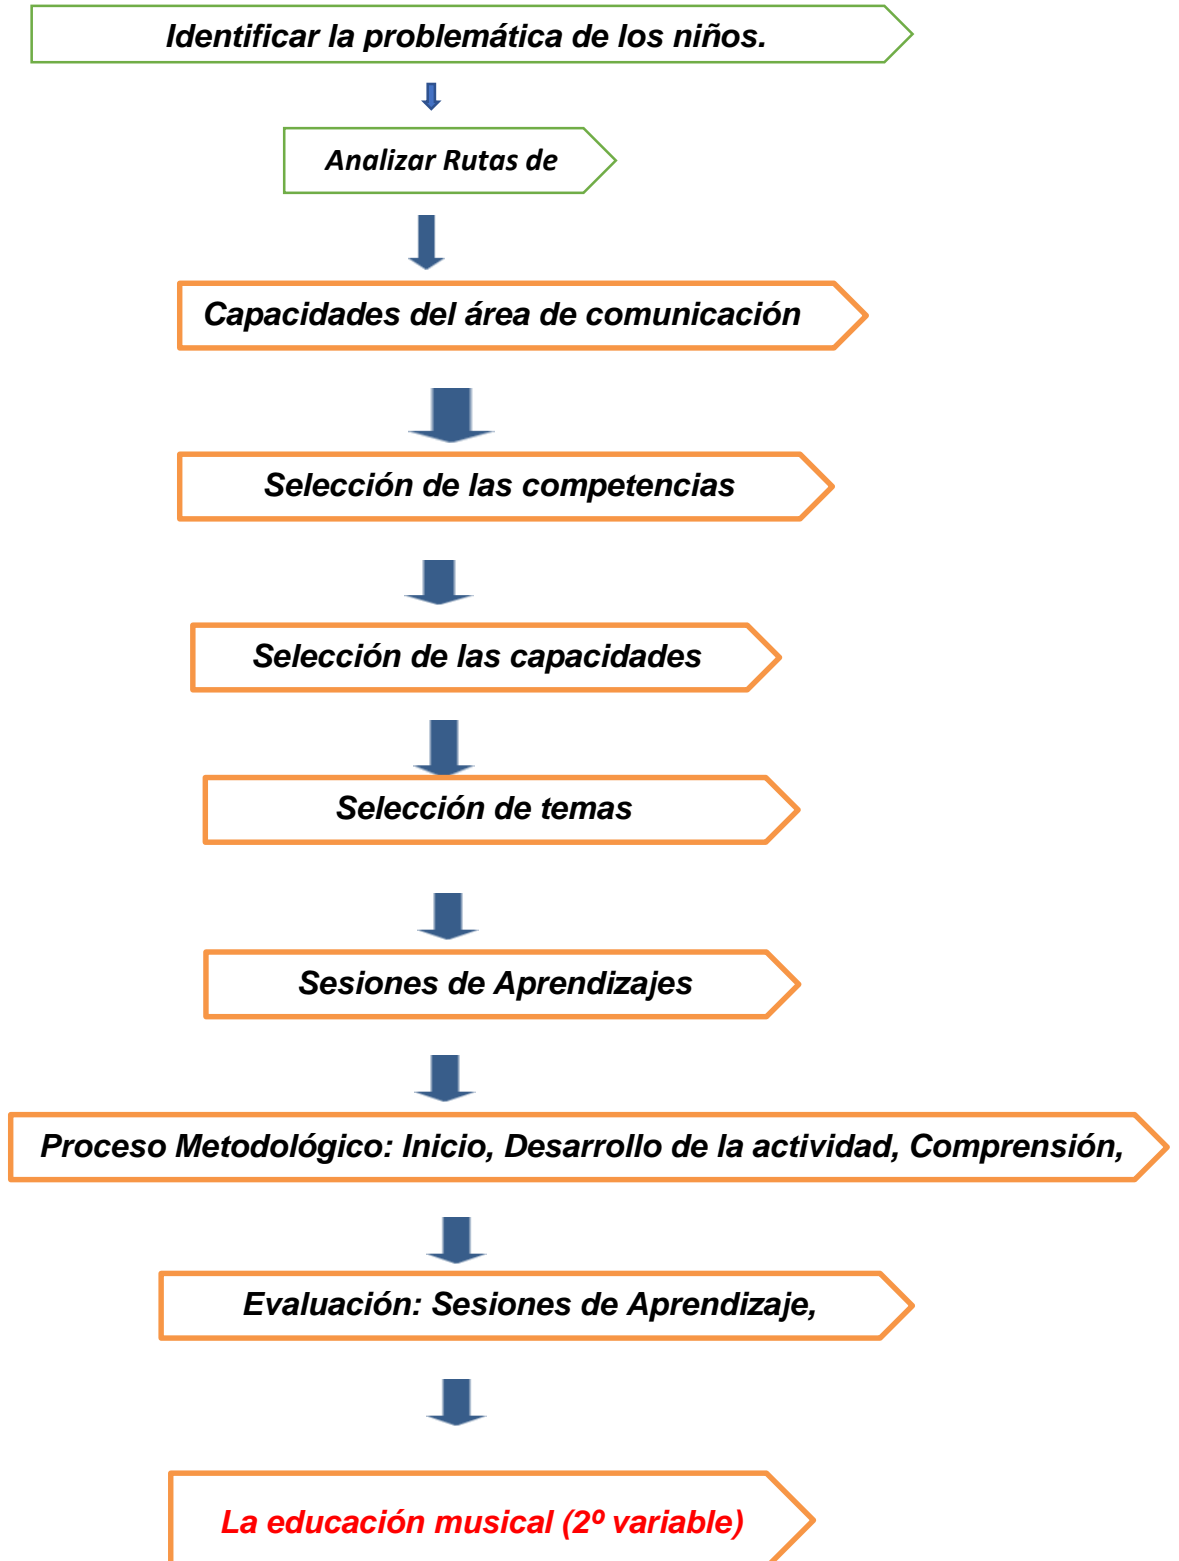 Identificar la problemática de los niños.
Analizar Rutas de
Capacidades del área de comunicación
Selección de las competencias
Selección de las capacidades
Selección de temas
Sesiones de Aprendizajes
Proceso Metodológico: Inicio, Desarrollo de la actividad, Comprensión,
Evaluación: Sesiones de Aprendizaje,
La educación musical (2º variable)